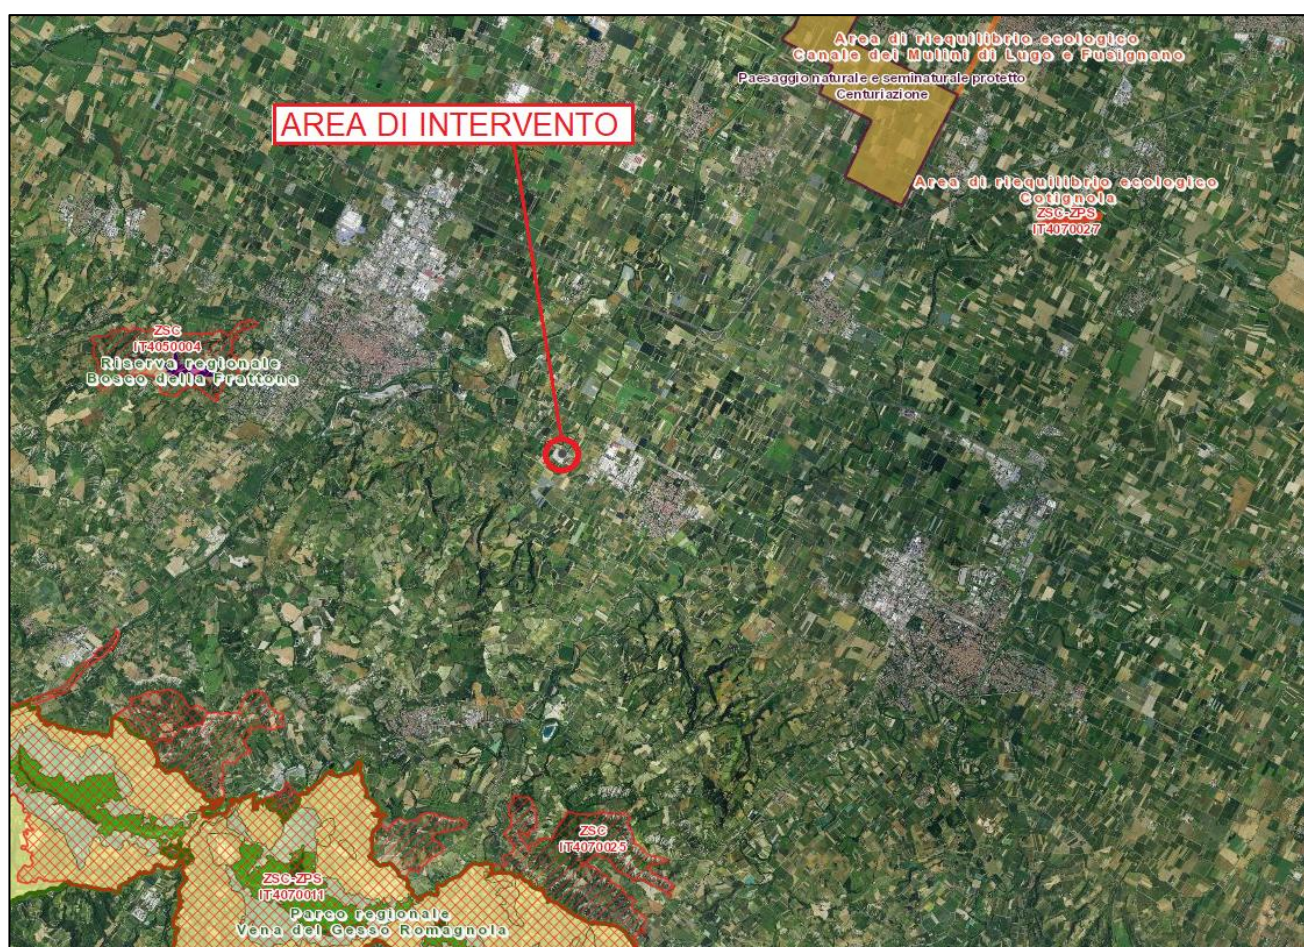 Area di riequilibrio ecologico
Canale dei Mulini di Lugo e Fusignano
Paesaggio naturale e seminaturale protetto
Centuriazione
AREA DI INTERVENTO
Area di riequilibrio ecologico
Cotignola
ZSC-ZPS
IT4070027
ZSC
IT4050004
Riserva regionale
Bosco della Frattona
ZSC
IT4070025
ZSC-ZPS
IT4070011
Parco regionale
Vena del Gesso Romagnola